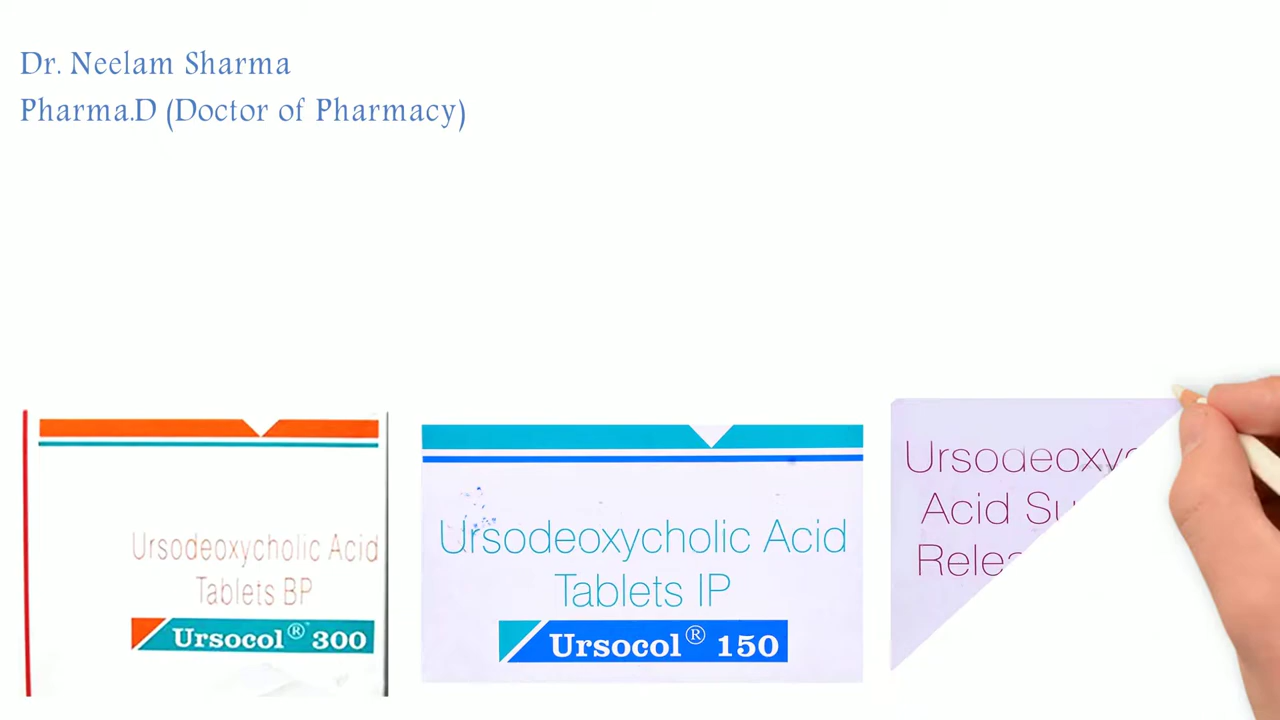 Dr. Neelam Sharma
Pharma.D (Doctor of Pharmacy)
Ursodeoxycholic Acid
Tablets BP
Ursocol® 300
Ursodeoxycholic Acid
Tablets IP
Ursocol® 150
Acid